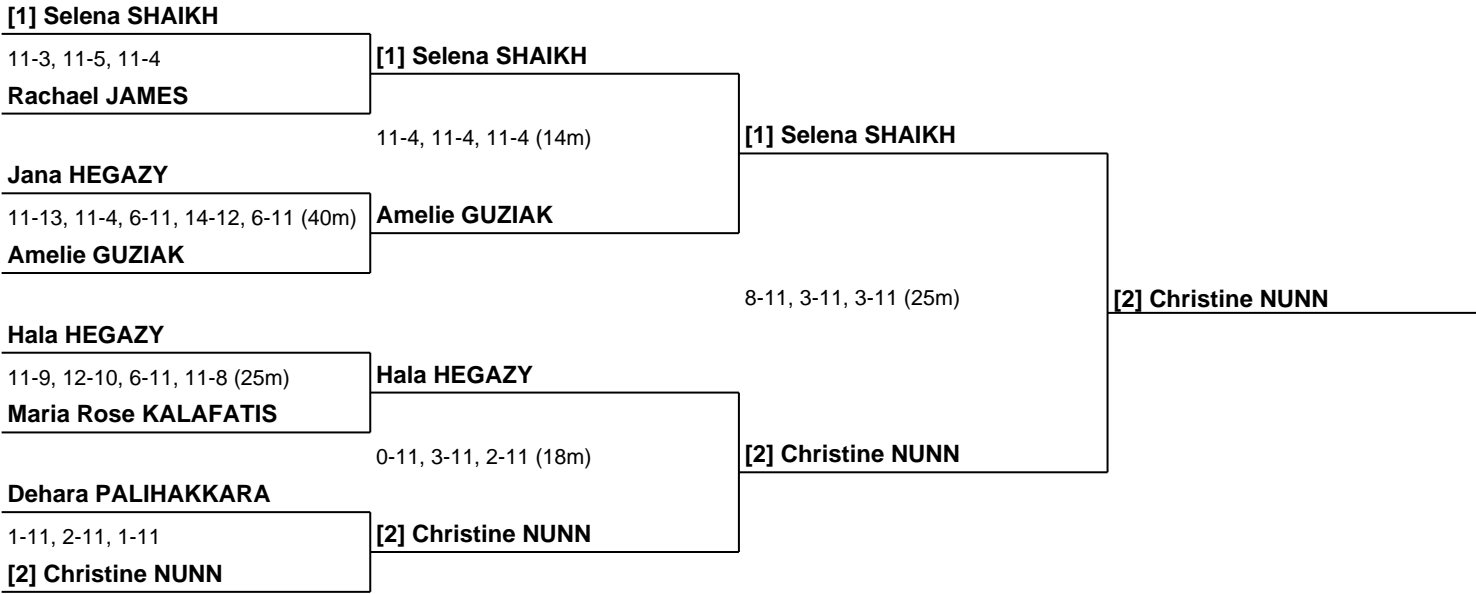 [1] Selena SHAIKH
11-3, 11-5, 11-4
Rachael JAMES
Jana HEGAZY
11-13, 11-4, 6-11, 14-12, 6-11 (40m)
Amelie GUZIAK
Hala HEGAZY
11-9, 12-10, 6-11, 11-8 (25m)
Maria Rose KALAFATIS
Dehara PALIHAKKARA
1-11, 2-11, 1-11
[2] Christine NUNN
[1] Selena SHAIKH
11-4, 11-4, 11-4 (14m)
Amelie GUZIAK
Hala HEGAZY
0-11, 3-11, 2-11 (18m)
[2] Christine NUNN
[1] Selena SHAIKH
8-11, 3-11, 3-11 (25m)
[2] Christine NUNN
[2] Christine NUNN